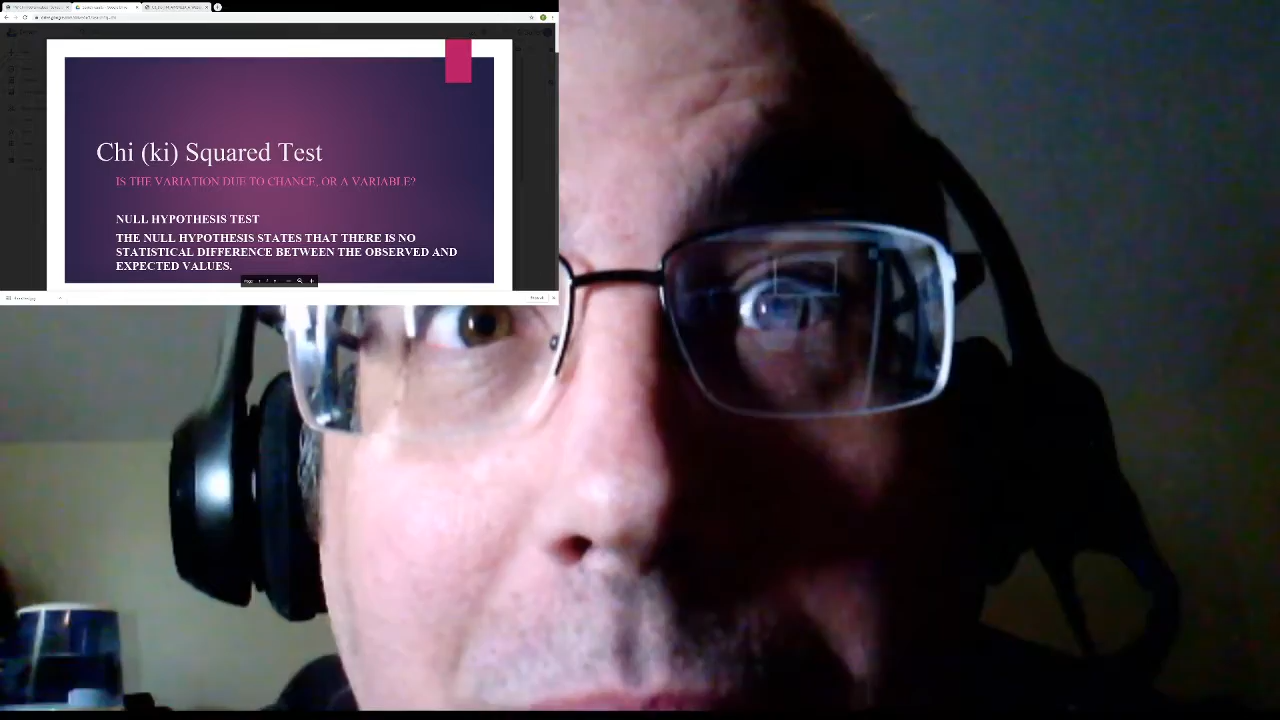 Chi (ki) Squared Test
IS THE VARIATION DUE TO CHANCE, OR A VARIABLE?
NULL HYPOTHESIS TEST
THE NULL HYPOTHESIS STATES THAT THERE IS NO
STATISTICAL DIFFERENCE BETWEEN THE OBSERVED AND
EXPECTED VALUES.